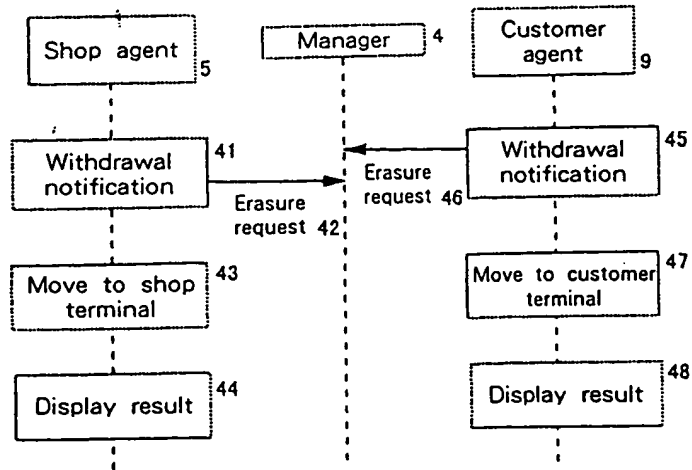 Shop agent
5
Manager
4
Customer
agent
9
Withdrawal
notification
41
Erasure
request 42
Erasure
request 46
Withdrawal
notification
45
Move to shop
terminal
43
Move to customer
terminal
47
Display result
44
Display result
48